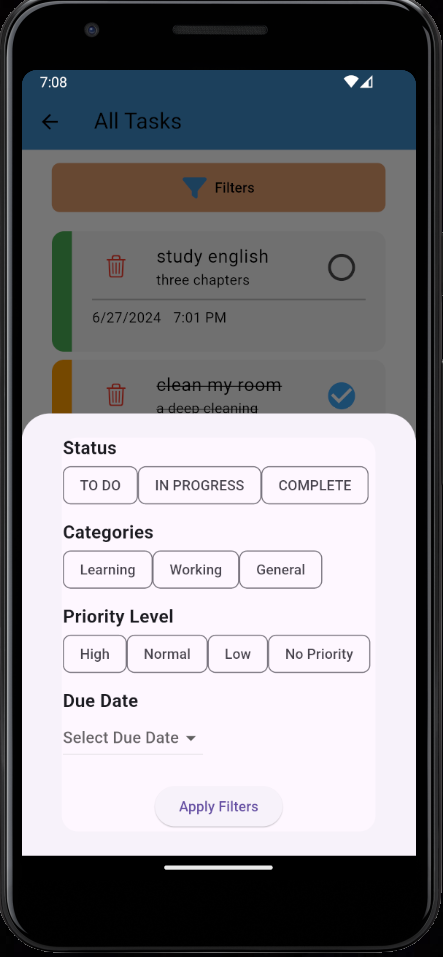 7:08
All Tasks
Filters
study english
three chapters
6/27/2024 7:01 PM
clean my room
a deep cleaning
Status
TO DO IN PROGRESS COMPLETE
Categories
Learning Working General
Priority Level
High Normal Low No Priority
Due Date
Select Due Date
Apply Filters